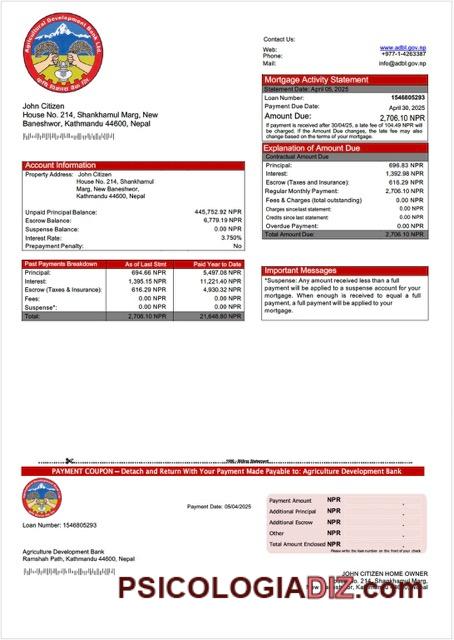 Agricultural Development Bank Ltd.
John Citizen
House No. 214, Shankhamul Marg, New
Baneshwor, Kathmandu 44600, Nepal
Contact Us:
Web: www.adbl.gov.np
Phone: +977-1-4263387
Mail: info@adbl.gov.np
Mortgage Activity Statement
Statement Date: April 05, 2025
Loan Number: 1546805293
Payment Due Date: April 30, 2025
Amount Due: 2,706.10 NPR
If payment is received after 30/04/25, a late fee of 104.49 NPR will
be charged. If the Amount Due changes, the late fee may also
change based on the terms of your mortgage.
Explanation of Amount Due
Contractual Amount Due
Principal: 696.83 NPR
Interest: 1,392.98 NPR
Escrow (Taxes & Insurance): 616.29 NPR
Regular Monthly Payment: 2,706.10 NPR
Fees & Charges (total outstanding) 0.00 NPR
Charges since last statement 0.00 NPR
Credits since last statement 0.00 NPR
Overdue Payment: 0.00 NPR
Total Amount Due: 2,706.10 NPR
Account Information
Property Address: John Citizen
House No. 214, Shankhamul
Marg, New Baneshwor,
Kathmandu 44600, Nepal
Unpaid Principal Balance: 445,752.92 NPR
Escrow Balance: 6,779.19 NPR
Suspense Balance: 0.00 NPR
Interest Rate: 3.750%
Prepayment Penalty: No
Past Payments Breakdown As of Last Stmt Paid Year to Date
Principal: 694.66 NPR 5,497.08 NPR
Interest: 1,395.15 NPR 11,221.40 NPR
Escrow (Taxes & Insurance): 616.29 NPR 4,930.32 NPR
Fees: 0.00 NPR 0.00 NPR
Suspense*: 0.00 NPR 0.00 NPR
Total: 2,706.10 NPR 21,648.80 NPR
Important Messages
*Suspense: Any amount received less than a full
payment will be applied to a suspense account for your
mortgage. When enough is received to equal a full
payment, a full payment will be applied to your
mortgage.
PAYMENT COUPON – Detach and Return With Your Payment Made Payable to: Agriculture Development Bank
Loan Number: 1546805293
Payment Date: 05/04/2025
Payment Amount NPR .
Additional Principal NPR .
Additional Escrow NPR .
Other NPR .
Total Amount Enclosed NPR .
Please write the loan number on the front of your check
Agriculture Development Bank
Ramshah Path, Kathmandu 44600, Nepal
JOHN CITIZEN HOME OWNER
No. 214, Shankhamul Marg,
Kathmandu 44600, Nepal
PSICOLOGIADIZ.com